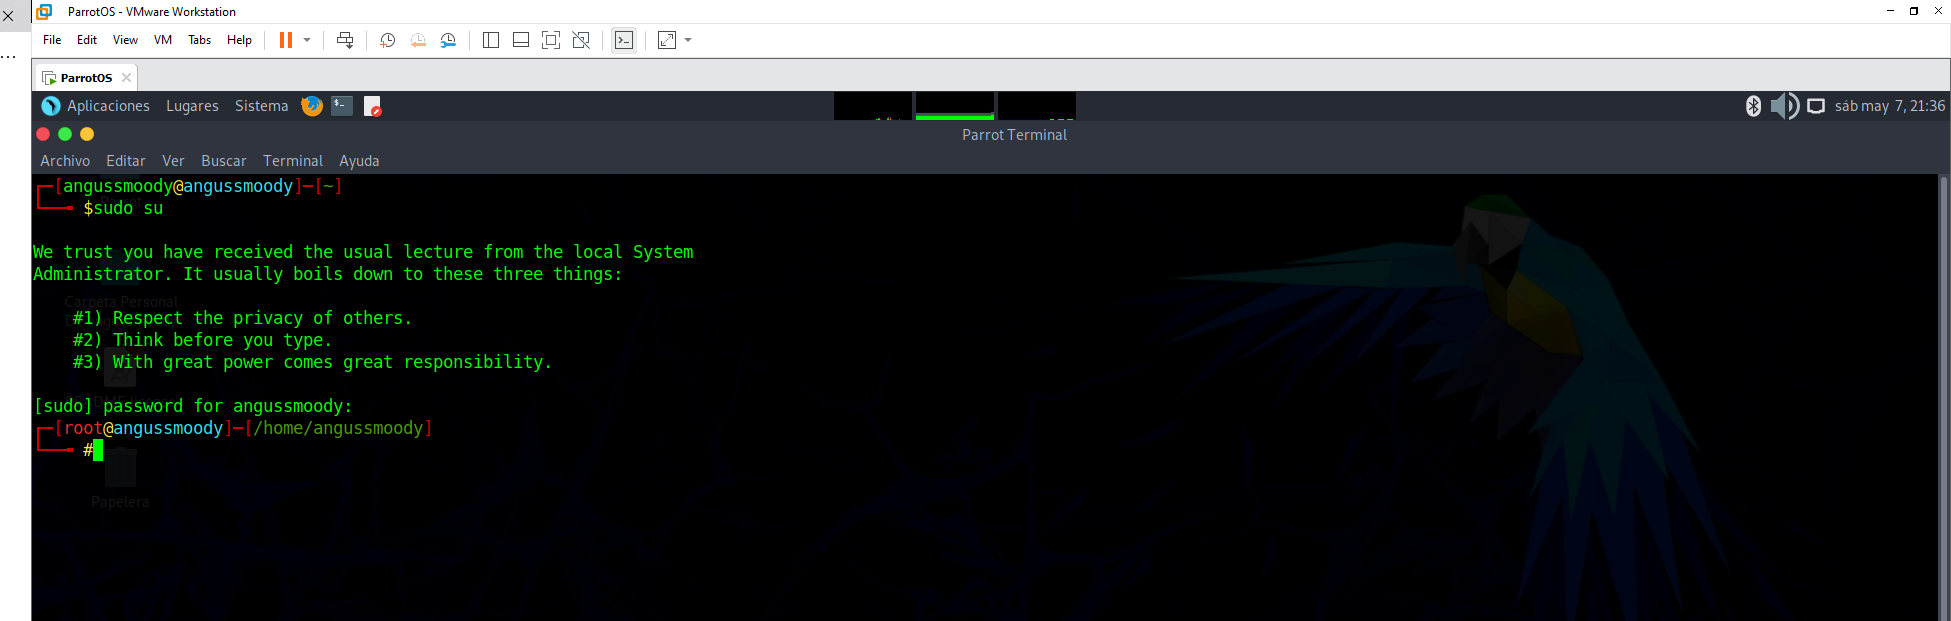 ParrotOS - VMware Workstation
File Edit View VM Tabs Help
ParrotOS
Aplicaciones Lugares Sistema $- sáb may 7, 21:36
Parrot Terminal
Archivo Editar Ver Buscar Terminal Ayuda
┌─[angussmoody@angussmoody]─[~]
└──╼ $sudo su
We trust you have received the usual lecture from the local System
Administrator. It usually boils down to these three things:
Carpeta Personal
#1) Respect the privacy of others.
#2) Think before you type.
#3) With great power comes great responsibility.
[sudo] password for angussmoody:
┌─[root@angussmoody]─[/home/angussmoody]
└──╼ #
Papelera